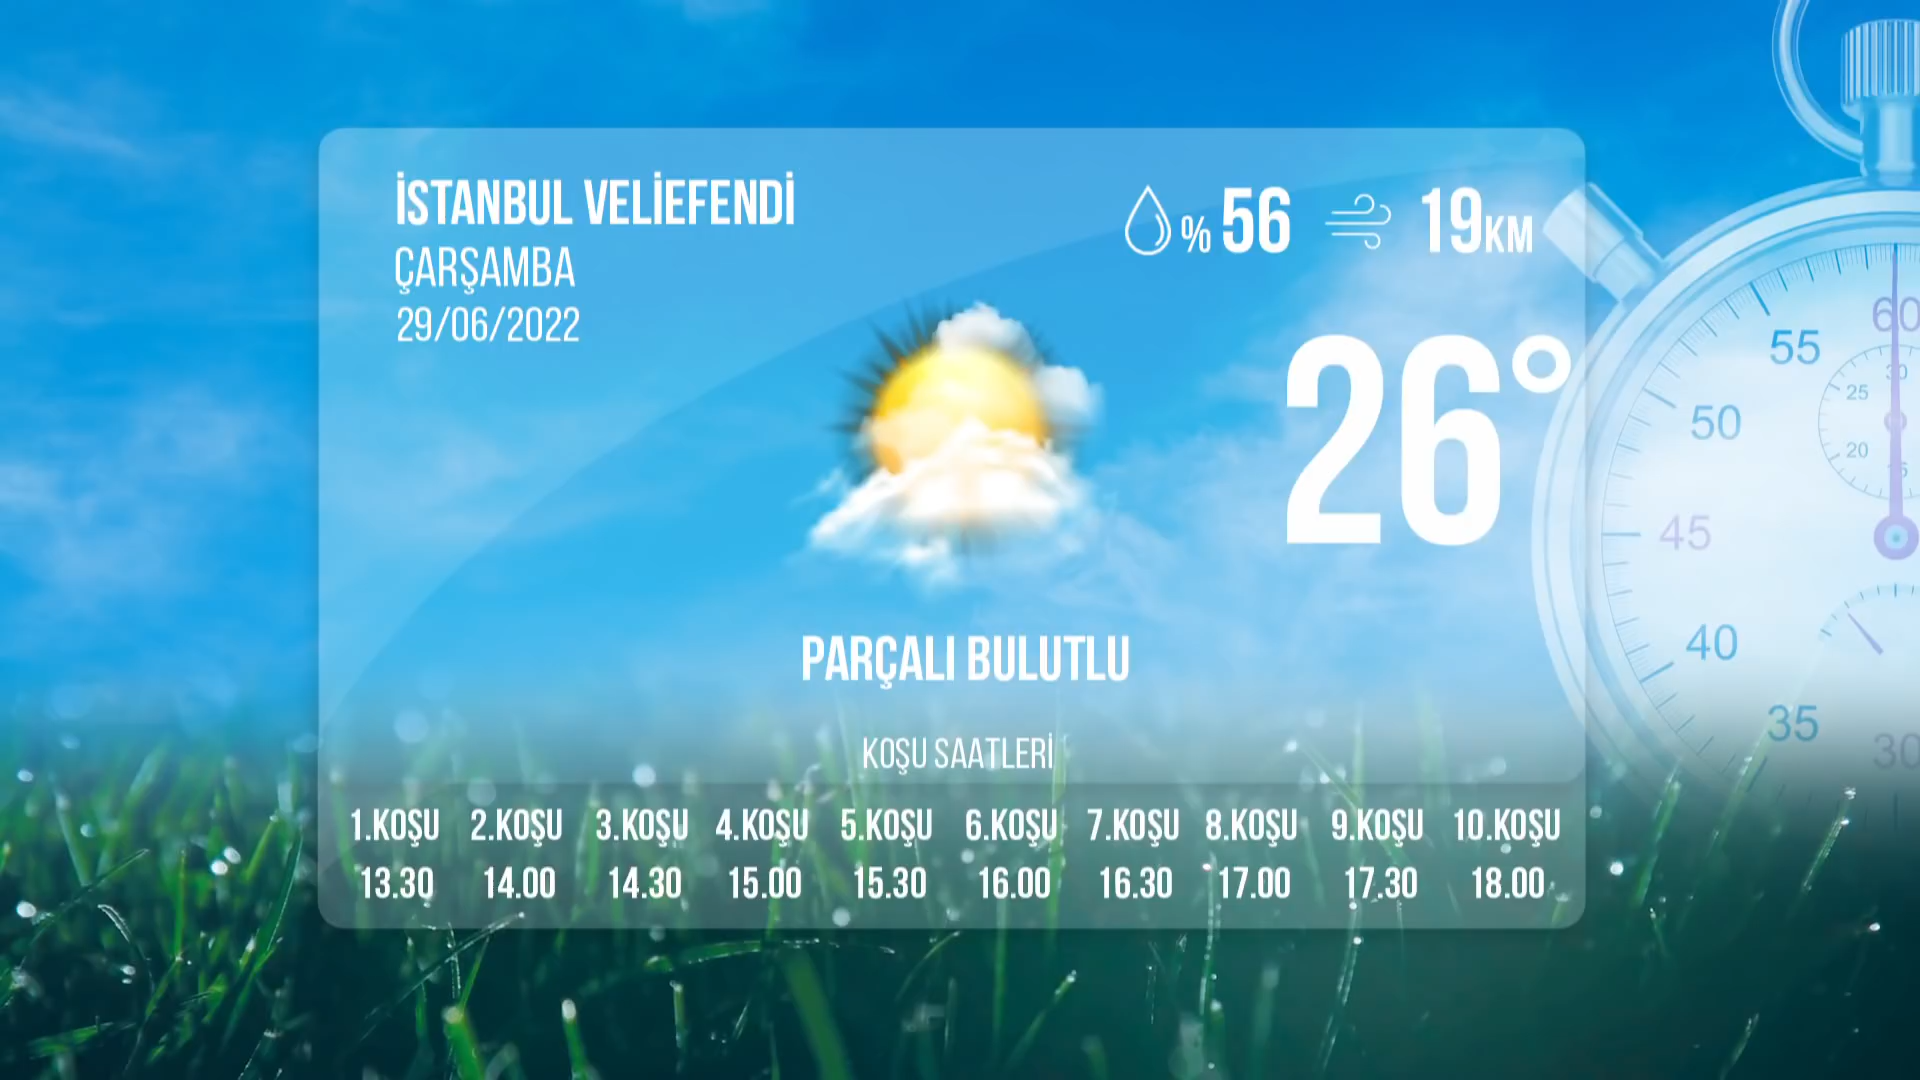 İSTANBUL VELİEFENDİ
ÇARŞAMBA
29/06/2022
% 56 19KM
26°
PARÇALI BULUTLU
KOŞU SAATLERİ
1.KOŞU 2.KOŞU 3.KOŞU 4.KOŞU 5.KOŞU 6.KOŞU 7.KOŞU 8.KOŞU 9.KOŞU 10.KOŞU
13.30 14.00 14.30 15.00 15.30 16.00 16.30 17.00 17.30 18.00
60
55
50
45
40
35
30
30
25
20